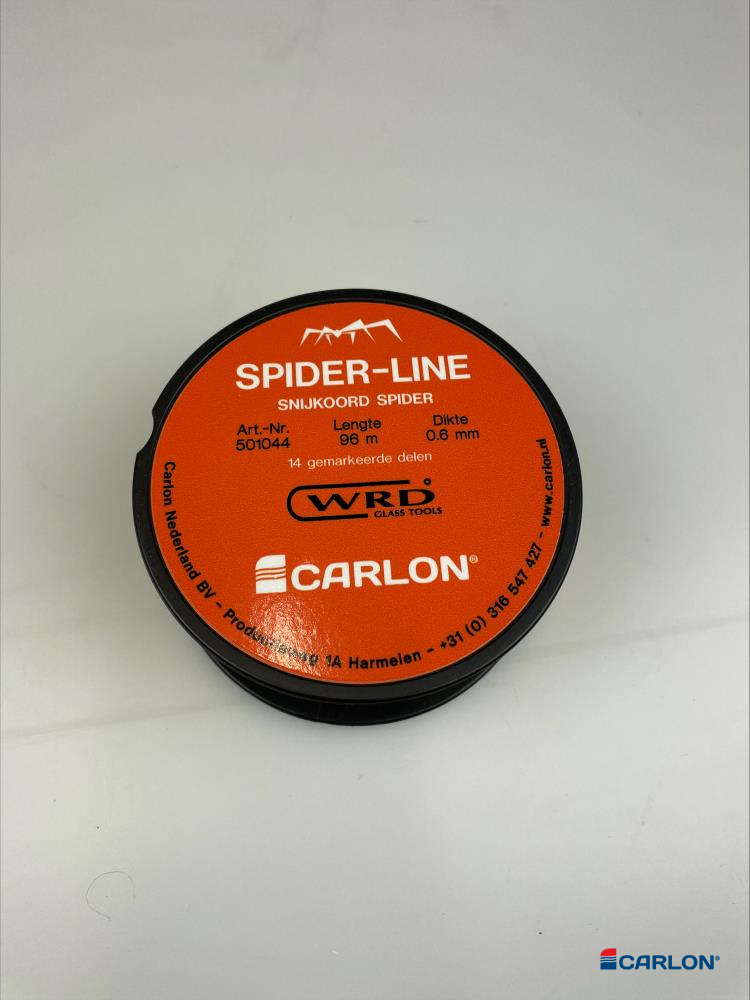 SPIDER-LINE
SNIJKOORD SPIDER
Art.-Nr. Lengte Dikte
501044 96 m 0.6 mm
14 gemarkeerde delen
WRD
GLASS TOOLS
CARLON®
Carlon Nederland BV - 1A Harmelen - +31 (0) 316 547 427 - www.carlon.nl
CARLON®